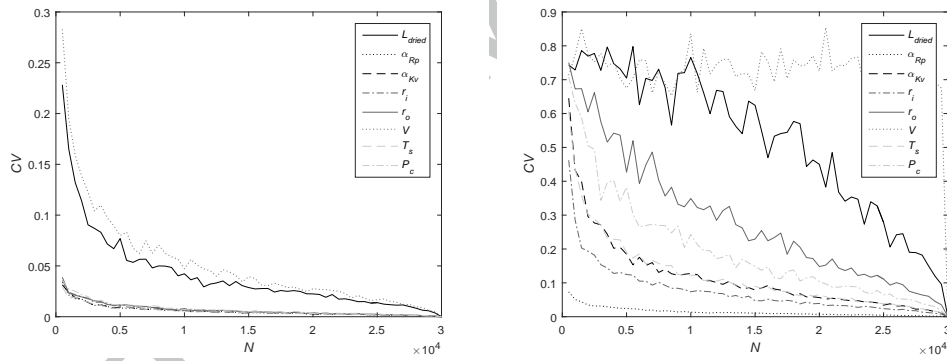 0.3
0.25
0.2
0.15
0.1
0.05
0
CV
0
0.5
1
1.5
2
2.5
3
N
×10⁴
L_dried
α_Rp
α_Kv
r_i
r_o
V
T_s
P_c
0.9
0.8
0.7
0.6
0.5
0.4
0.3
0.2
0.1
0
CV
0
0.5
1
1.5
2
2.5
3
N
×10⁴
L_dried
α_Rp
α_Kv
r_i
r_o
V
T_s
P_c